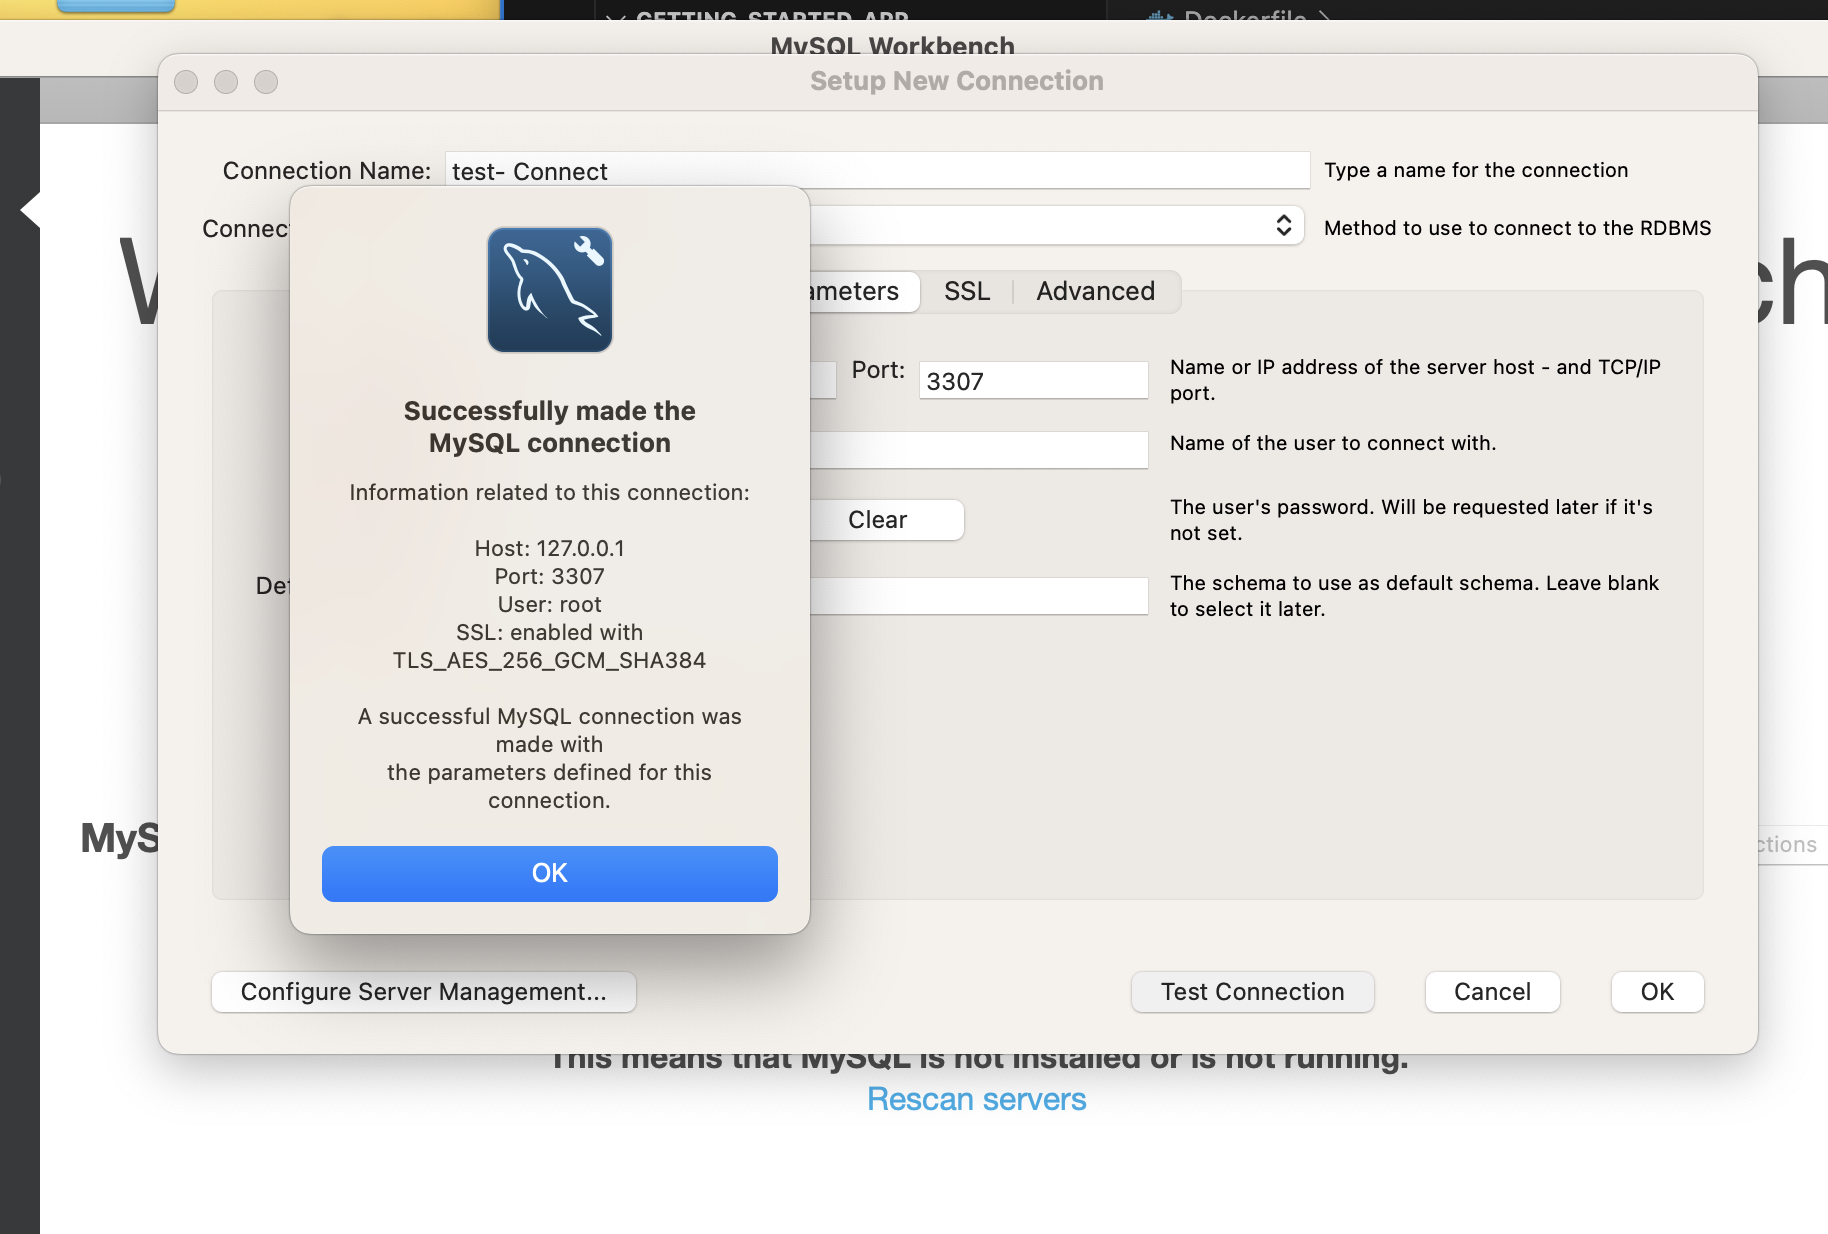 GETTING STARTED APP
Dockerfile
MySQL Workbench
Setup New Connection
Connection Name: test- Connect Type a name for the connection
Method to use to connect to the RDBMS
SSL Advanced
Port: 3307 Name or IP address of the server host - and TCP/IP
port.
Name of the user to connect with.
Clear The user's password. Will be requested later if it's
not set.
The schema to use as default schema. Leave blank
to select it later.
Successfully made the
MySQL connection
Information related to this connection:
Host: 127.0.0.1
Port: 3307
User: root
SSL: enabled with
TLS_AES_256_GCM_SHA384
A successful MySQL connection was
made with
the parameters defined for this
connection.
OK
Configure Server Management... Test Connection Cancel OK
This means that MySQL is not installed or is not running.
Rescan servers